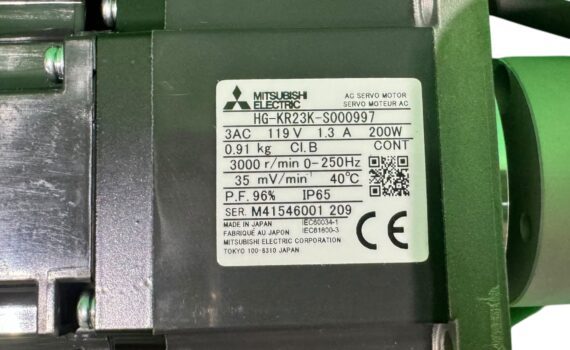 MITSUBISHI
ELECTRIC
AC SERVO MOTOR
SERVO MOTEUR AC
HG-KR23K-S000997
3AC 119 V 1.3 A 200W
0.91 kg CI.B CONT
3000 r/min 0-250Hz
35 mV/min⁻¹ 40℃
P.F. 96% IP65
SER. M41546001 209
MADE IN JAPAN IEC60034-1
FABRIQUÉ AU JAPON IEC61800-3
MITSUBISHI ELECTRIC CORPORATION
TOKYO 100-8310 JAPAN
CE